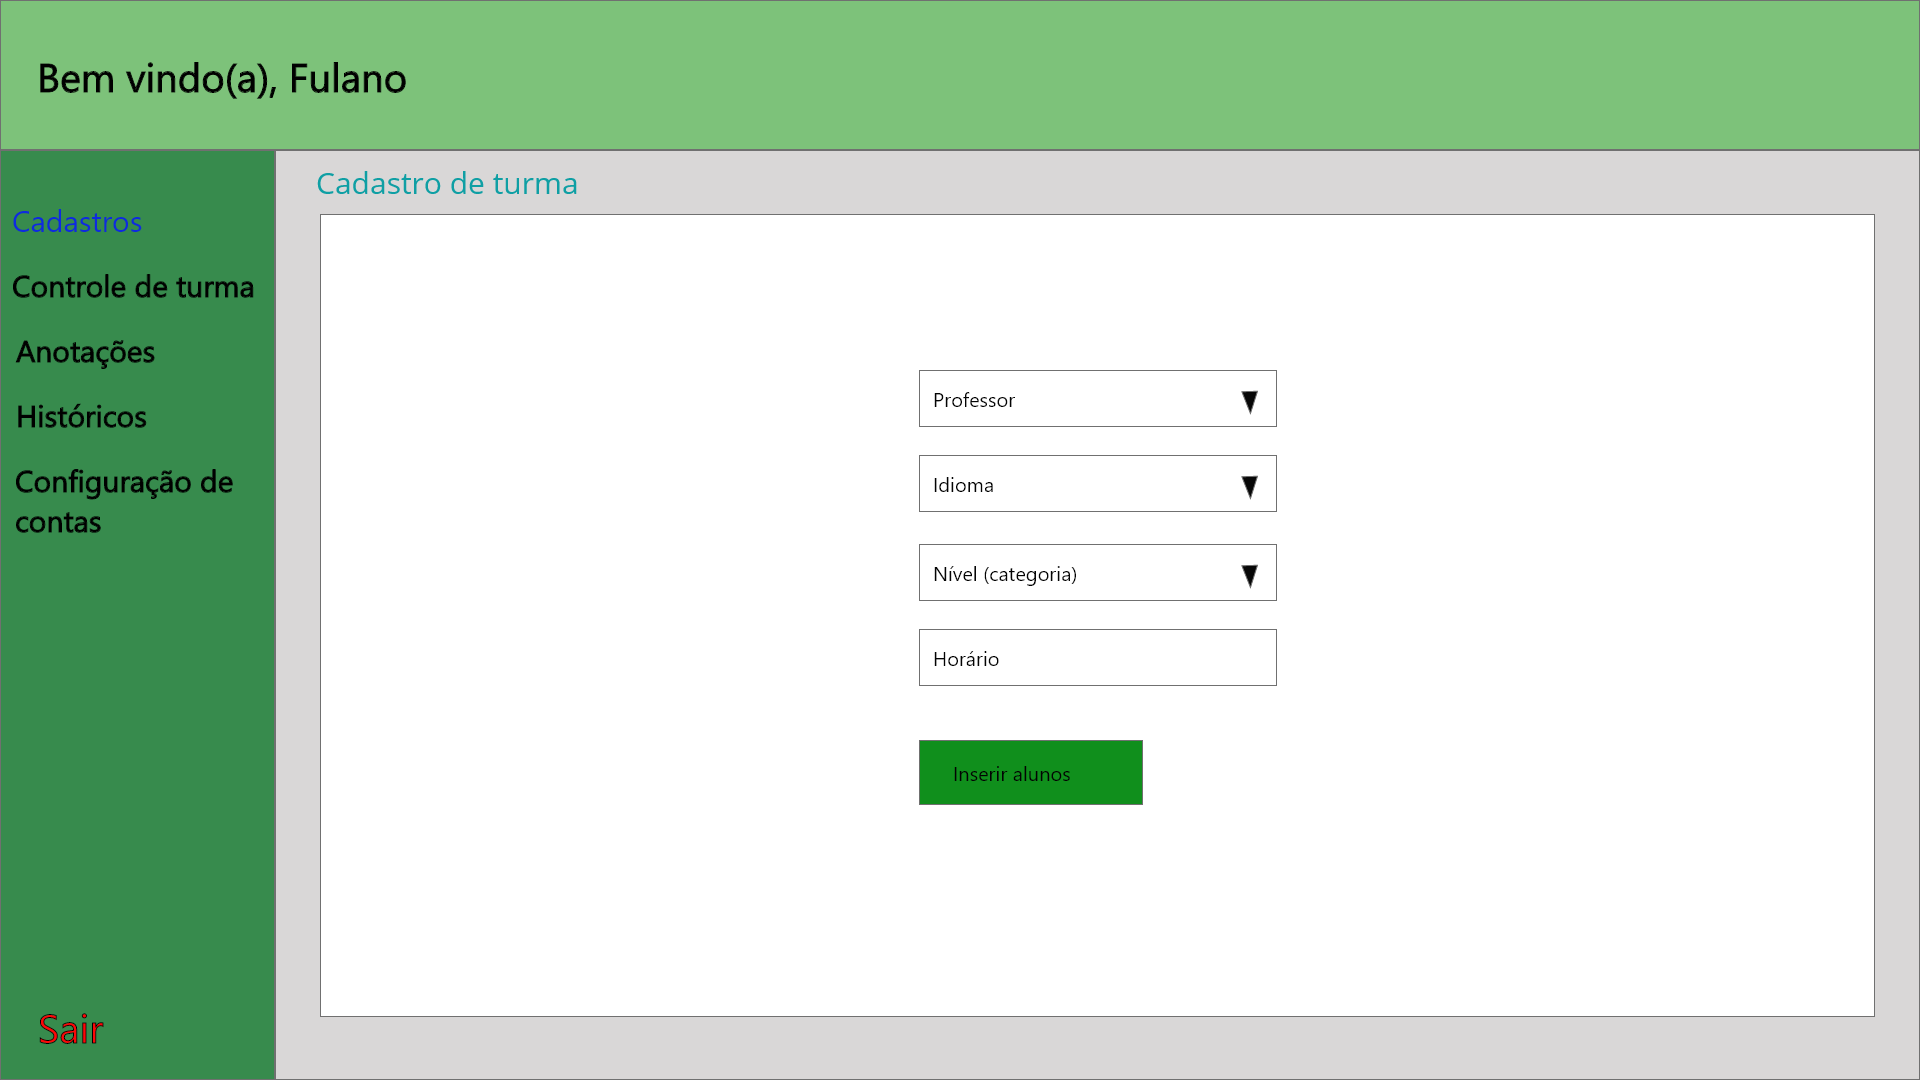 Bem vindo(a), Fulano
Cadastros
Controle de turma
Anotações
Históricos
Configuração de
contas
Sair
Cadastro de turma
Professor
Idioma
Nível (categoria)
Horário
Inserir alunos